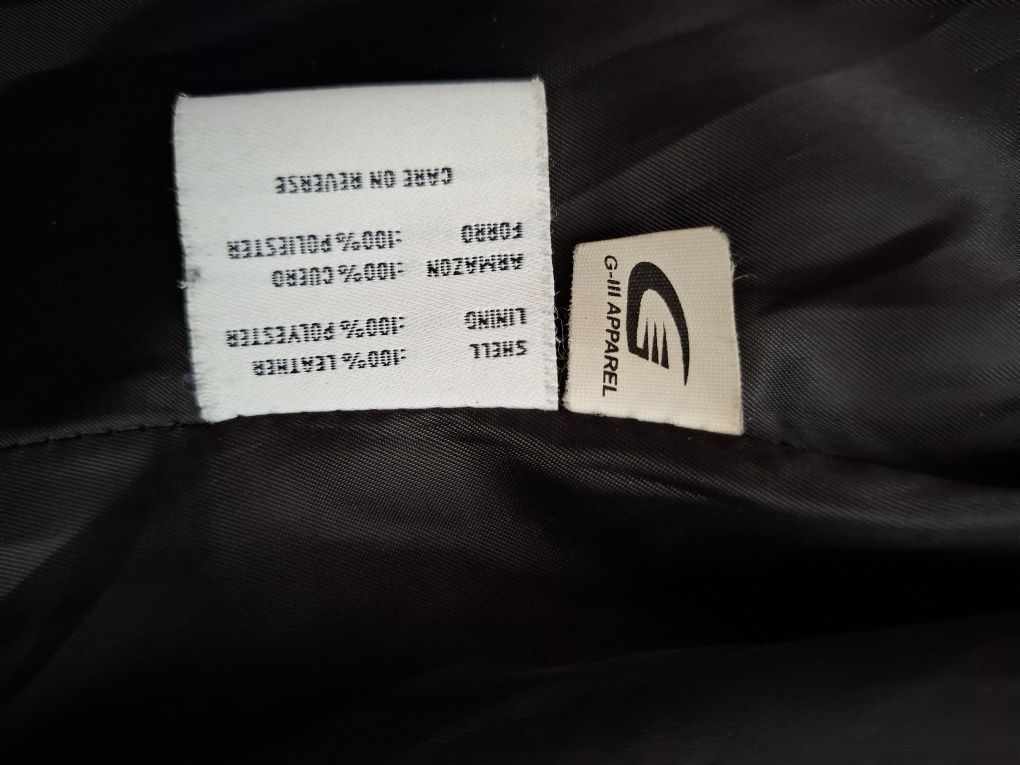 SHELL :100% LEATHER
LINING :100% POLYESTER
ARMAZON :100% CUERO
FORRO :100% POLIESTER
CARE ON REVERSE
G-III APPAREL